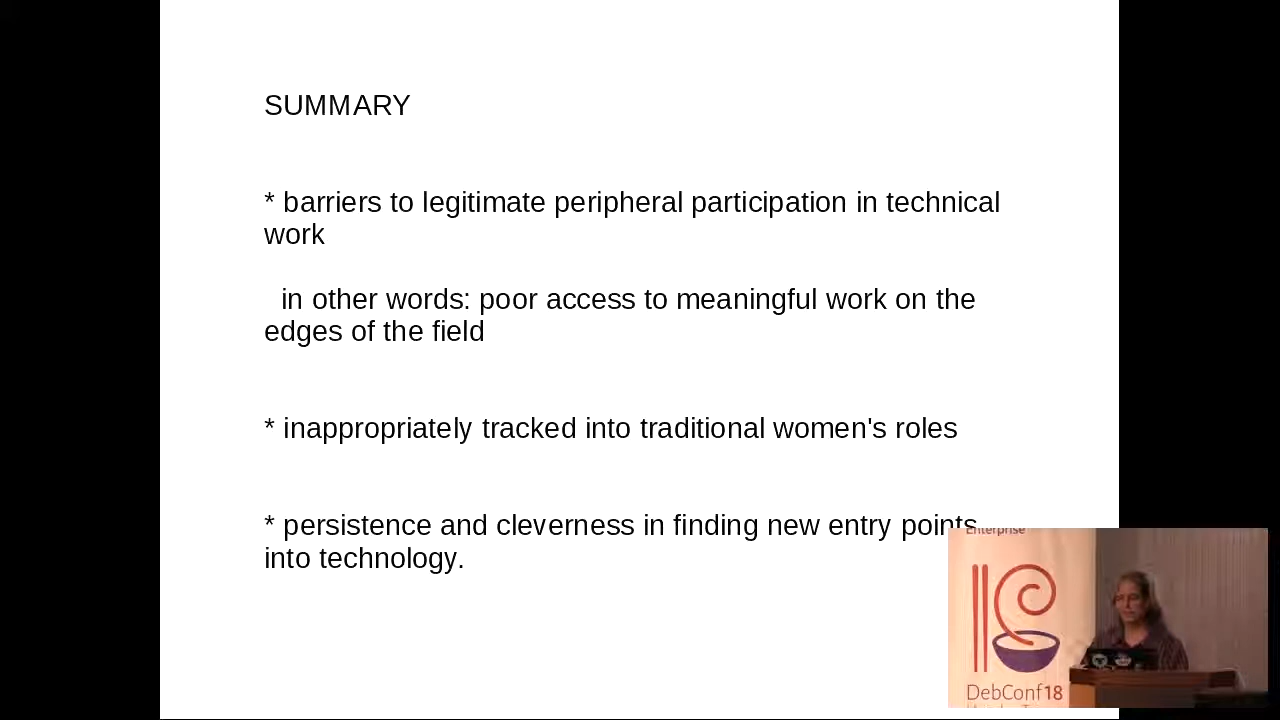 SUMMARY
* barriers to legitimate peripheral participation in technical
work
in other words: poor access to meaningful work on the
edges of the field
* inappropriately tracked into traditional women's roles
* persistence and cleverness in finding new entry points
into technology.
Enterprise
DebConf18